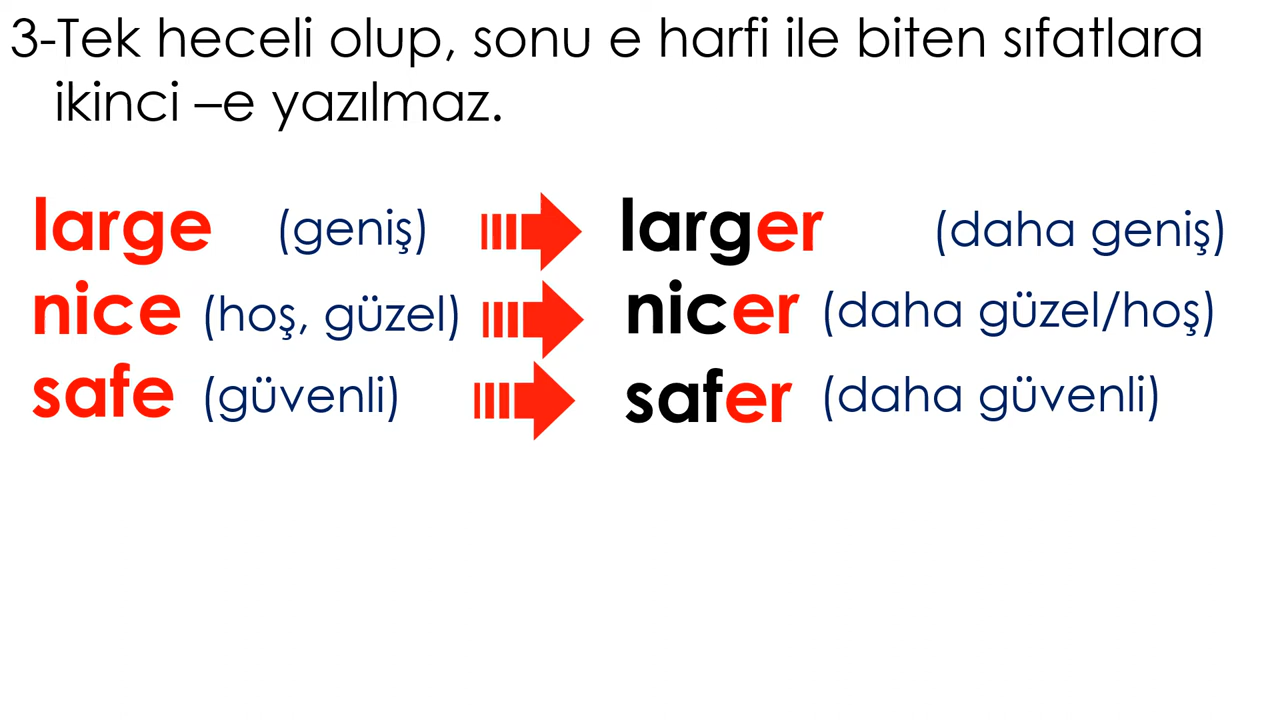 3-Tek heceli olup, sonu e harfi ile biten sıfatlara
ikinci –e yazılmaz.
large (geniş) larger (daha geniş)
nice (hoş, güzel) nicer (daha güzel/hoş)
safe (güvenli) safer (daha güvenli)